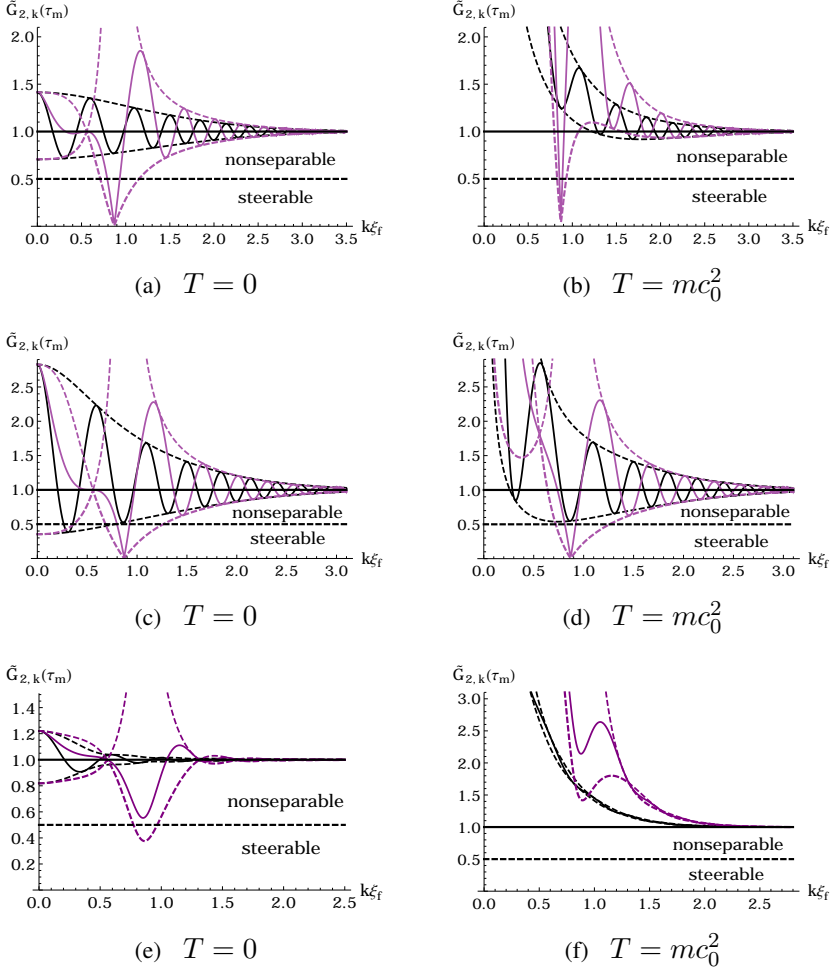 G̃₂,ₖ(τₘ)
2.0
1.5
1.0
0.5
nonseparable
steerable
0.0 0.5 1.0 1.5 2.0 2.5 3.0 3.5 kξ_f
(a) T = 0
G̃₂,ₖ(τₘ)
2.0
1.5
1.0
0.5
nonseparable
steerable
0.0 0.5 1.0 1.5 2.0 2.5 3.0 3.5 kξ_f
(b) T = mc₀²
G̃₂,ₖ(τₘ)
2.5
2.0
1.5
1.0
0.5
nonseparable
steerable
0.0 0.5 1.0 1.5 2.0 2.5 3.0 kξ_f
(c) T = 0
G̃₂,ₖ(τₘ)
2.5
2.0
1.5
1.0
0.5
nonseparable
steerable
0.0 0.5 1.0 1.5 2.0 2.5 3.0 kξ_f
(d) T = mc₀²
G̃₂,ₖ(τₘ)
1.4
1.2
1.0
0.8
0.6
0.4
0.2
nonseparable
steerable
0.0 0.5 1.0 1.5 2.0 2.5 kξ_f
(e) T = 0
G̃₂,ₖ(τₘ)
3.0
2.5
2.0
1.5
1.0
0.5
nonseparable
steerable
0.0 0.5 1.0 1.5 2.0 2.5 kξ_f
(f) T = mc₀²